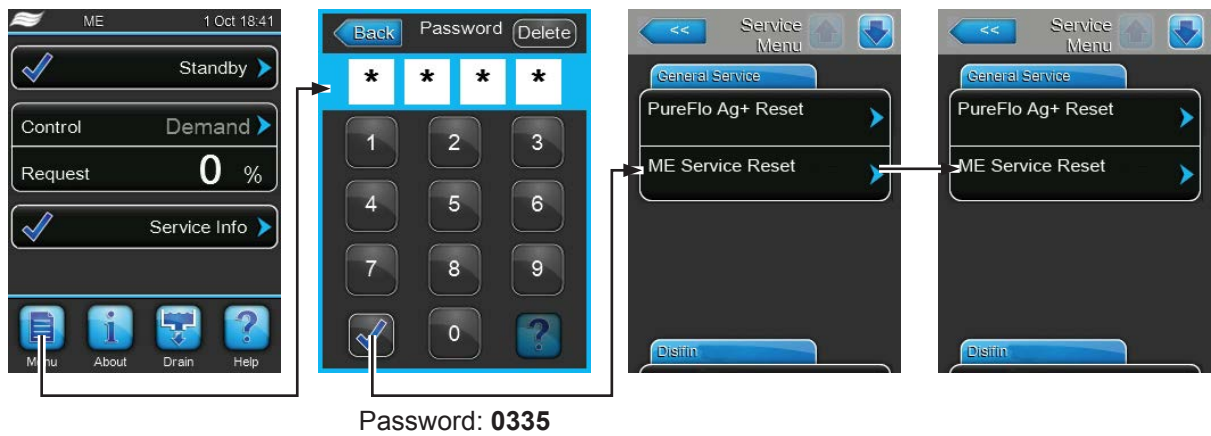 ME 1 Oct 18:41
Standby
Control Demand
Request 0 %
Service Info
Menu About Drain Help
Back Password Delete
* * * *
1 2 3
4 5 6
7 8 9
0 ?
Password: 0335
<< Service
Menu
General Service
PureFlo Ag+ Reset
ME Service Reset
Disifin
<< Service
Menu
General Service
PureFlo Ag+ Reset
ME Service Reset
Disifin